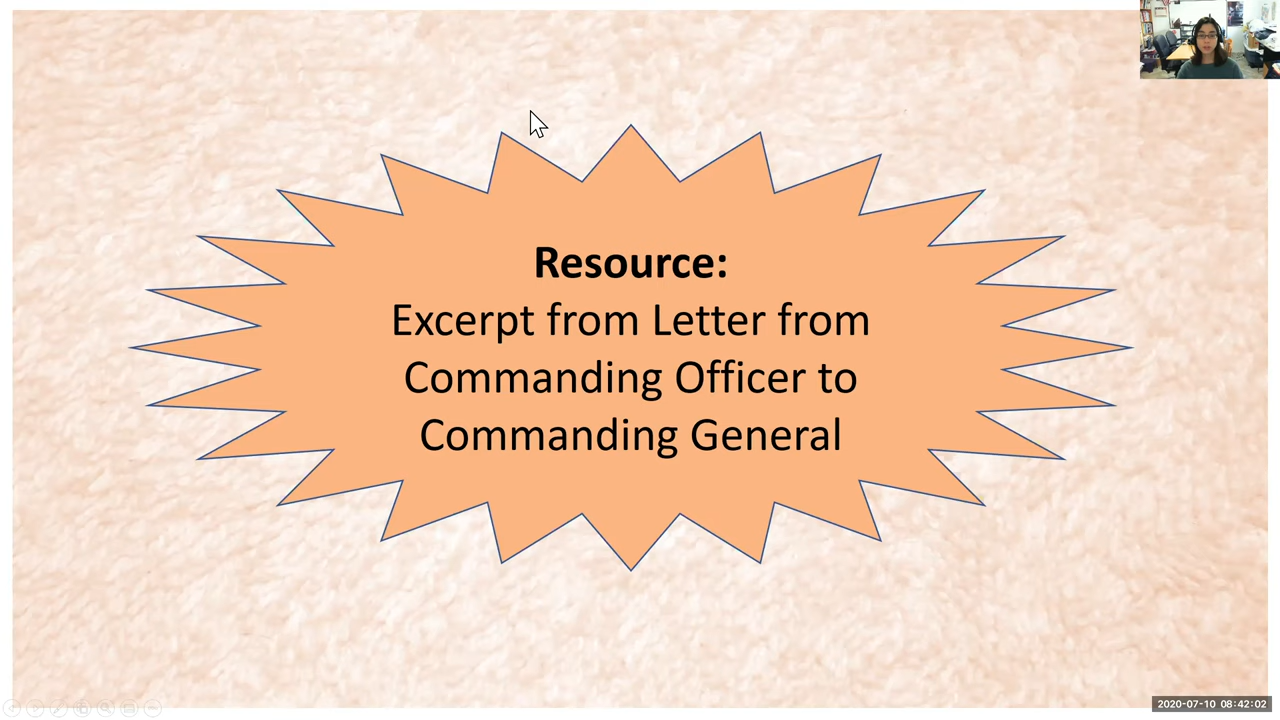 Resource:
Excerpt from Letter from
Commanding Officer to
Commanding General
2020-07-10 08:42:02